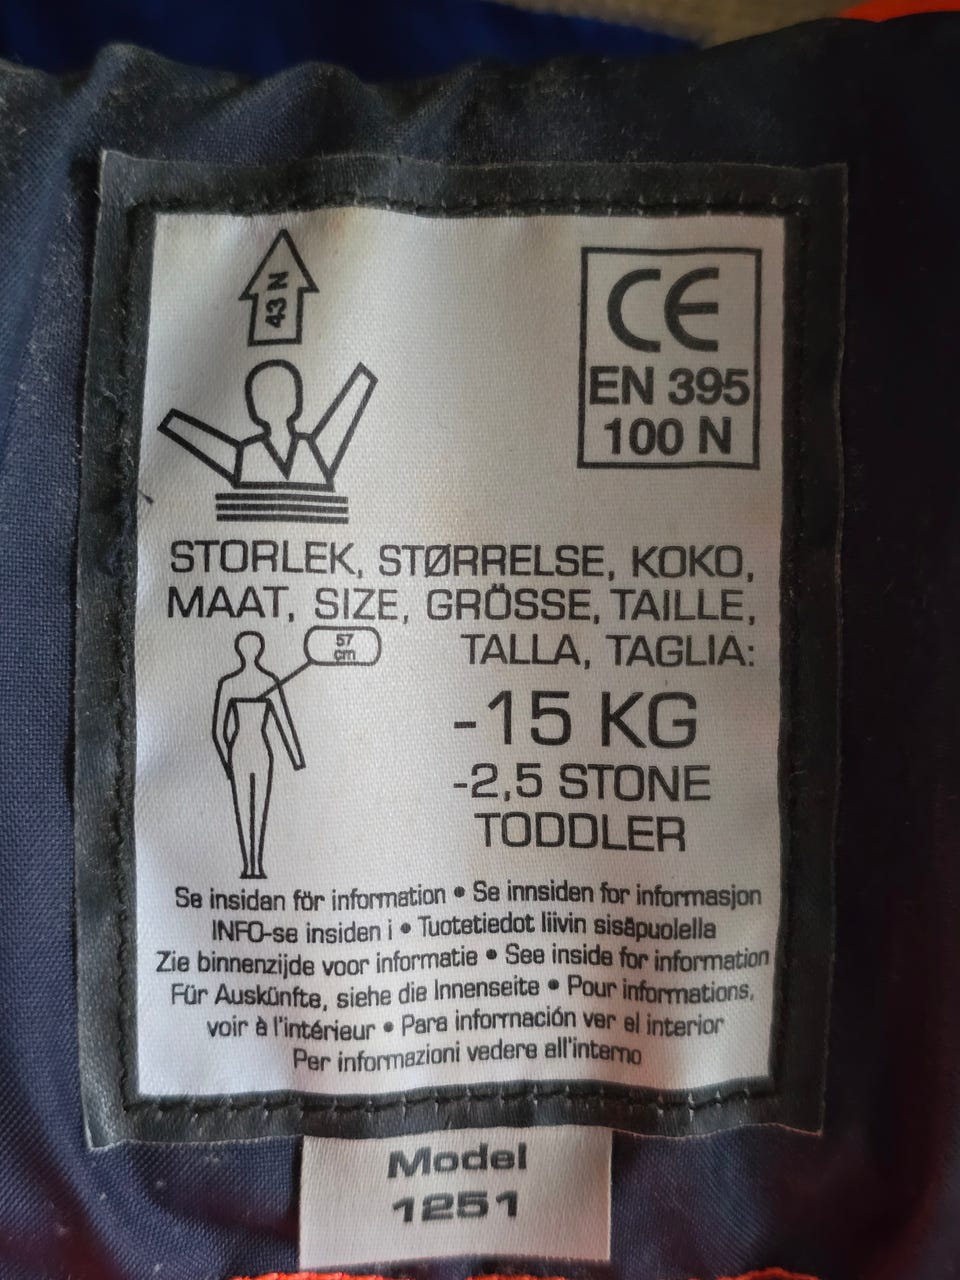 43 N
CE
EN 395
100 N
STORLEK, STØRRELSE, KOKO,
MAAT, SIZE, GRÖSSE, TAILLE,
TALLA, TAGLIA:
57
cm
-15 KG
-2,5 STONE
TODDLER
Se insidan för information • Se innsiden for informasjon
INFO-se insiden i • Tuotetiedot liivin sisäpuolella
Zie binnenzijde voor informatie • See inside for information
Für Auskünfte, siehe die Innenseite • Pour informations,
voir à l'intérieur • Para información ver el interior
Per informazioni vedere all'interno
Model
1251